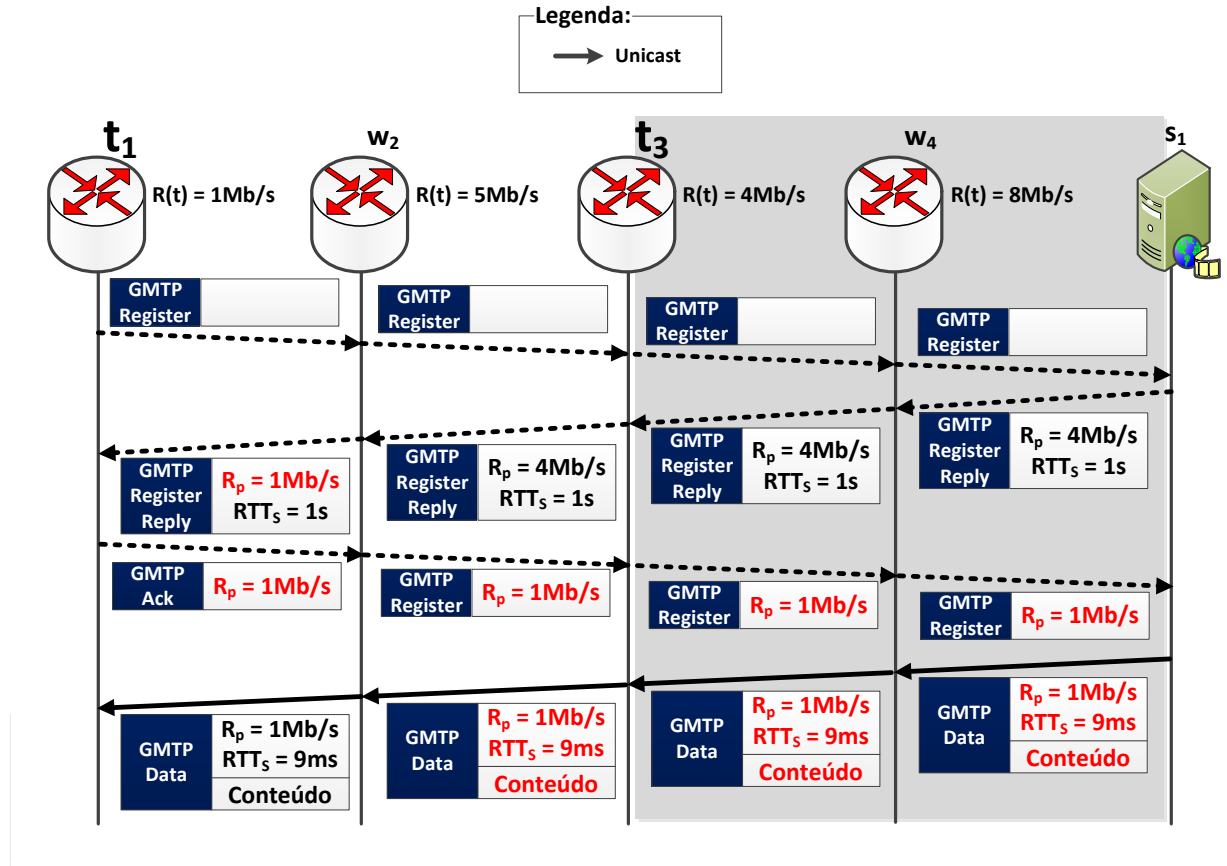 Legenda:
Unicast
t₁
w₂
t₃
w₄
s₁
R(t) = 1Mb/s
R(t) = 5Mb/s
R(t) = 4Mb/s
R(t) = 8Mb/s
GMTP
Register
GMTP
Register
GMTP
Register
GMTP
Register
GMTP
Register
Reply
Rₚ = 1Mb/s
RTTₛ = 1s
GMTP
Register
Reply
Rₚ = 4Mb/s
RTTₛ = 1s
GMTP
Register
Reply
Rₚ = 4Mb/s
RTTₛ = 1s
GMTP
Register
Reply
Rₚ = 4Mb/s
RTTₛ = 1s
GMTP
Ack
Rₚ = 1Mb/s
GMTP
Register
Rₚ = 1Mb/s
GMTP
Register
Rₚ = 1Mb/s
GMTP
Register
Rₚ = 1Mb/s
GMTP
Data
Rₚ = 1Mb/s
RTTₛ = 9ms
Conteúdo
GMTP
Data
Rₚ = 1Mb/s
RTTₛ = 9ms
Conteúdo
GMTP
Data
Rₚ = 1Mb/s
RTTₛ = 9ms
Conteúdo
GMTP
Data
Rₚ = 1Mb/s
RTTₛ = 9ms
Conteúdo